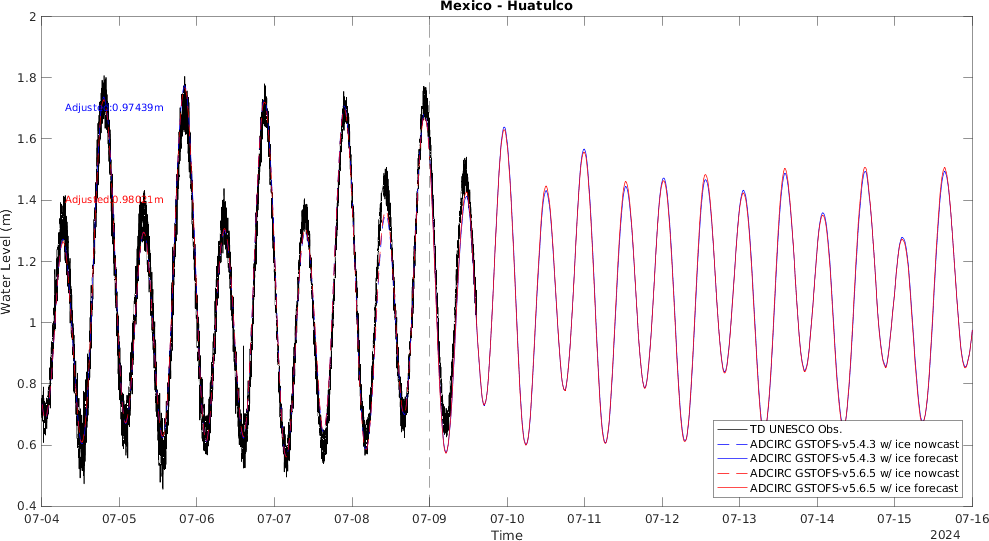 Mexico - Huatulco
2
1.8
1.6
1.4
1.2
1
0.8
0.6
0.4
Water Level (m)
Adjusted:0.97439m
Adjusted:0.98031m
TD UNESCO Obs.
ADCIRC GSTOFS-v5.4.3 w/ ice nowcast
ADCIRC GSTOFS-v5.4.3 w/ ice forecast
ADCIRC GSTOFS-v5.6.5 w/ ice nowcast
ADCIRC GSTOFS-v5.6.5 w/ ice forecast
07-04 07-05 07-06 07-07 07-08 07-09 07-10 07-11 07-12 07-13 07-14 07-15 07-16
Time
2024